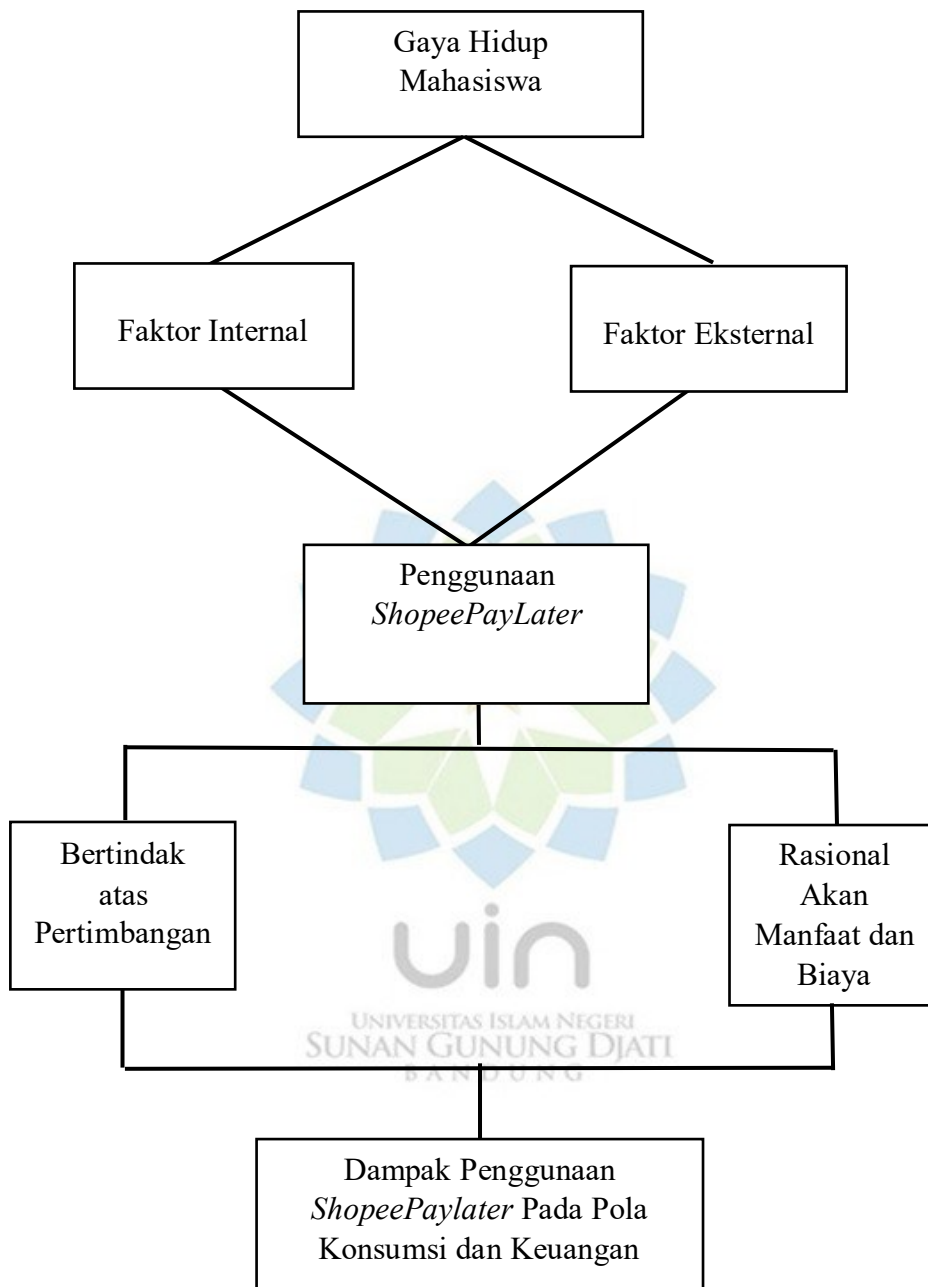 Gaya Hidup
Mahasiswa
Faktor Internal
Faktor Eksternal
Penggunaan
ShopeePayLater
Bertindak
atas
Pertimbangan
Rasional
Akan
Manfaat dan
Biaya
uin
UNIVERSITAS ISLAM NEGERI
SUNAN GUNUNG DJATI
BANDUNG
Dampak Penggunaan
ShopeePaylater Pada Pola
Konsumsi dan Keuangan